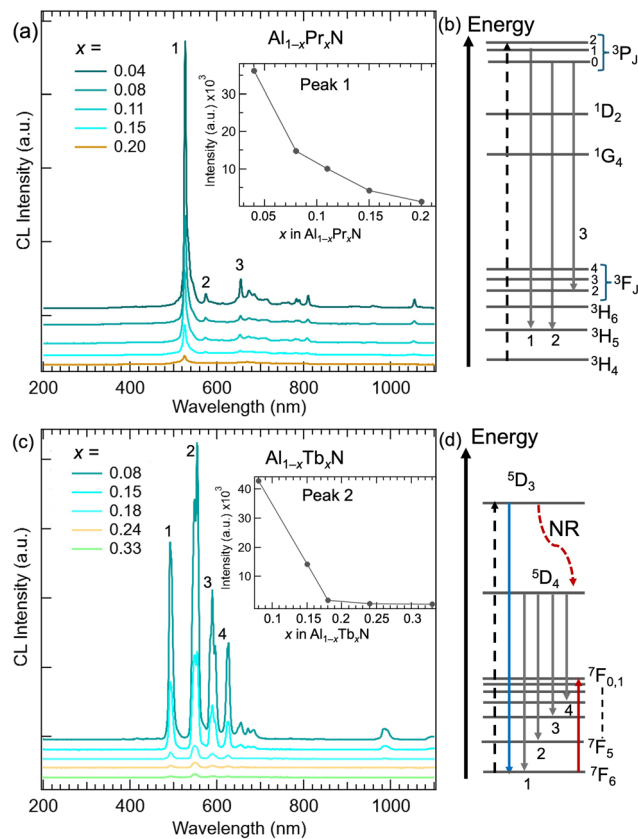 (a)
x =
Al1−xPrxN
0.04
0.08
0.11
0.15
0.20
1
2
3
CL Intensity (a.u.)
Peak 1
Intensity (a.u.) x10³
30
20
10
0
0.05
0.1
0.15
0.2
x in Al1−xPrxN
200
400
600
800
1000
Wavelength (nm)
(b)
Energy
2
1
0
³PJ
¹D2
¹G4
3
4
3
2
³FJ
³H6
³H5
1
2
³H4
(c)
x =
Al1−xTbxN
0.08
0.15
0.18
0.24
0.33
1
2
3
4
CL Intensity (a.u.)
Peak 2
Intensity (a.u.) x10³
40
30
20
10
0.1
0.15
0.2
0.25
0.3
x in Al1−xTbxN
200
400
600
800
1000
Wavelength (nm)
(d)
Energy
⁵D3
NR
⁵D4
⁷F0,1
4
3
2
⁷F5
1
⁷F6